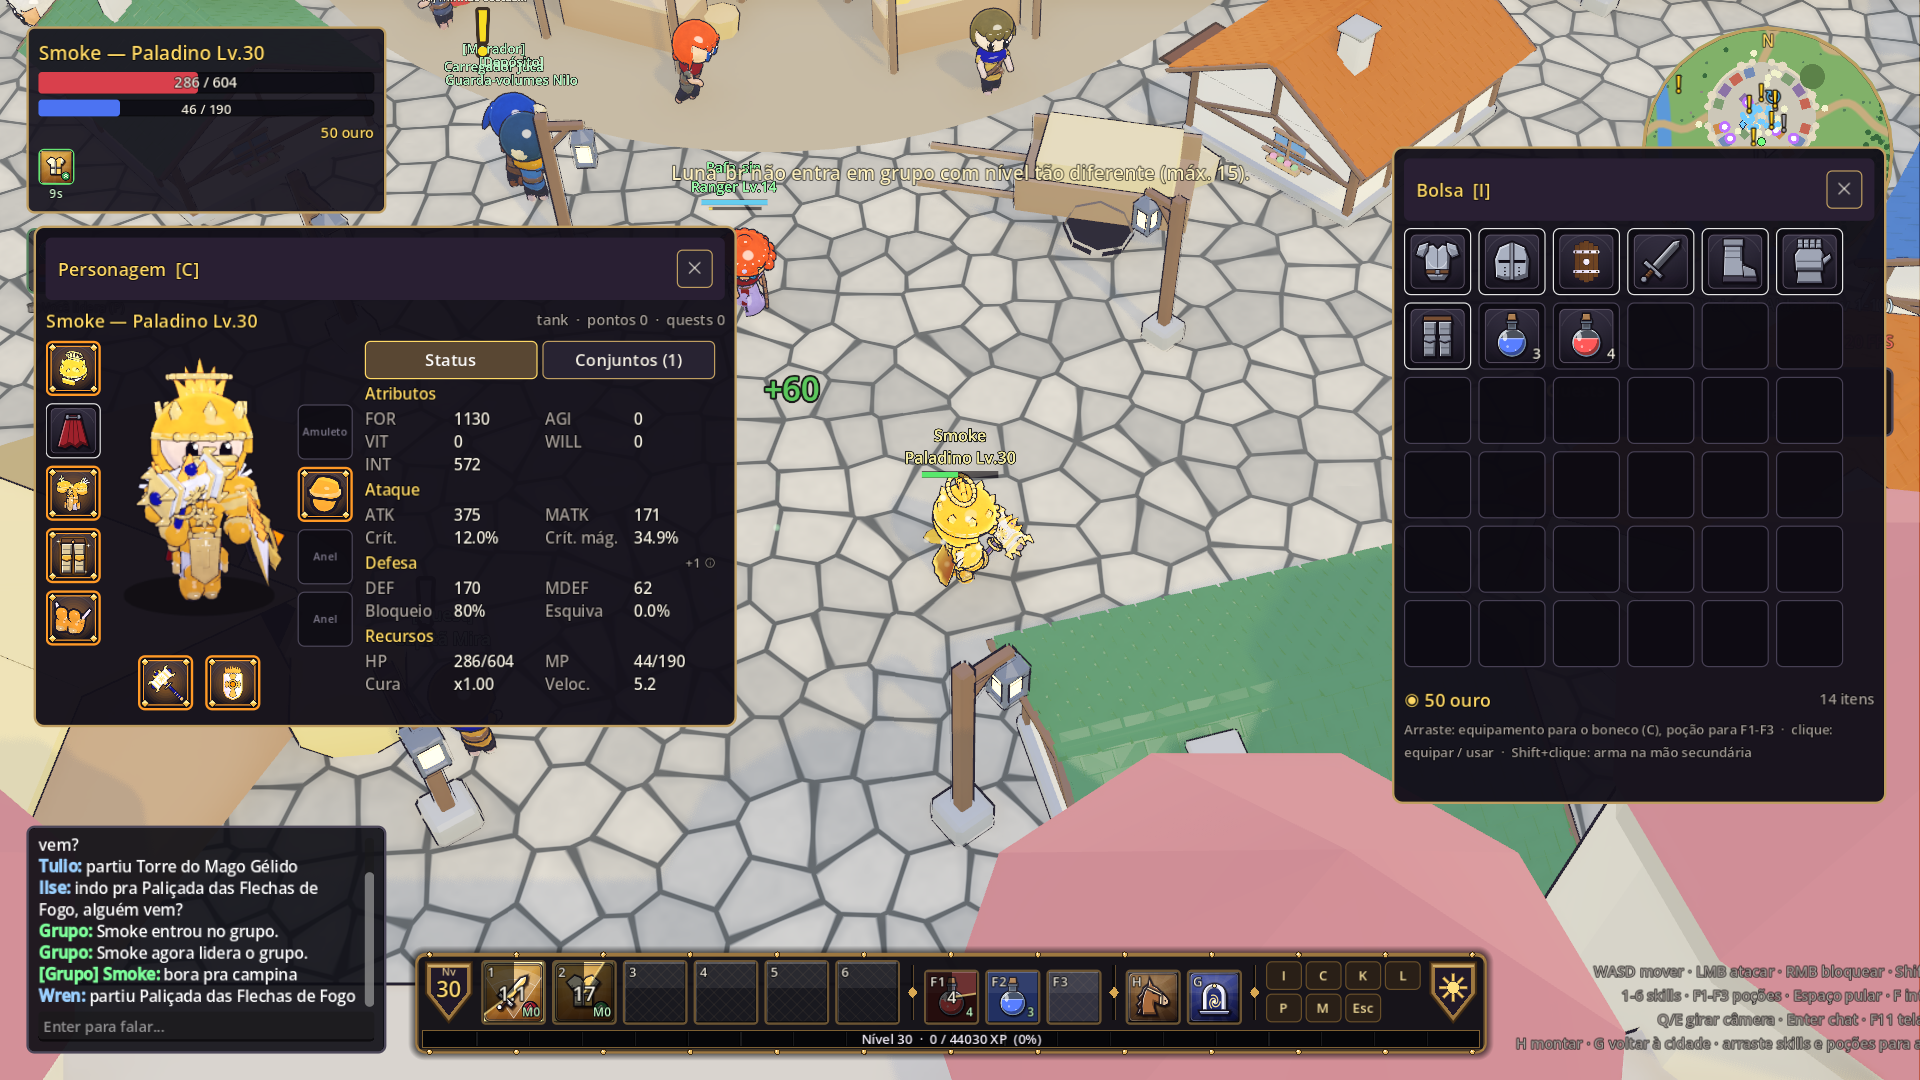 Smoke — Paladino Lv.30
286 / 604
46 / 190
50 ouro
9s
[Morador]
[Depósito]
Guarda-volumes Nilo
N
Ranger Lv.14
não entra em grupo com nível tão diferente (máx. 15).
Personagem [C]
Smoke — Paladino Lv.30
tank · pontos 0 · quests 0
Status
Conjuntos (1)
Amuleto
Anel
Anel
Atributos
FOR 1130 AGI 0
VIT 0 WILL 0
INT 572
Ataque
ATK 375 MATK 171
Crít. 12.0% Crít. mág. 34.9%
Defesa +1
DEF 170 MDEF 62
Bloqueio 80% Esquiva 0.0%
Recursos
HP 286/604 MP 44/190
Cura x1.00 Veloc. 5.2
+60
Smoke
Paladino Lv.30
Bolsa [I]
3
4
50 ouro
14 itens
Arraste: equipamento para o boneco (C), poção para F1-F3 · clique:
equipar / usar · Shift+clique: arma na mão secundária
vem?
Tullo: partiu Torre do Mago Gélido
Ilse: indo pra Paliçada das Flechas de
Fogo, alguém vem?
Grupo: Smoke entrou no grupo.
Grupo: Smoke agora lidera o grupo.
[Grupo] Smoke: bora pra campina
Wren: partiu Paliçada das Flechas de Fogo
Enter para falar...
Nv
30
1 M0
2 17 M0
3
4
5
6
F1 4 4
F2 3
F3
H
G
I C K L
P M Esc
Nível 30 · 0 / 44030 XP (0%)
WASD mover · LMB atacar · RMB bloquear ·
1-6 skills · F1-F3 poções · Espaço pular · F
Q/E girar câmera · Enter chat · F11
H montar · G voltar à cidade · arraste skills e poções para